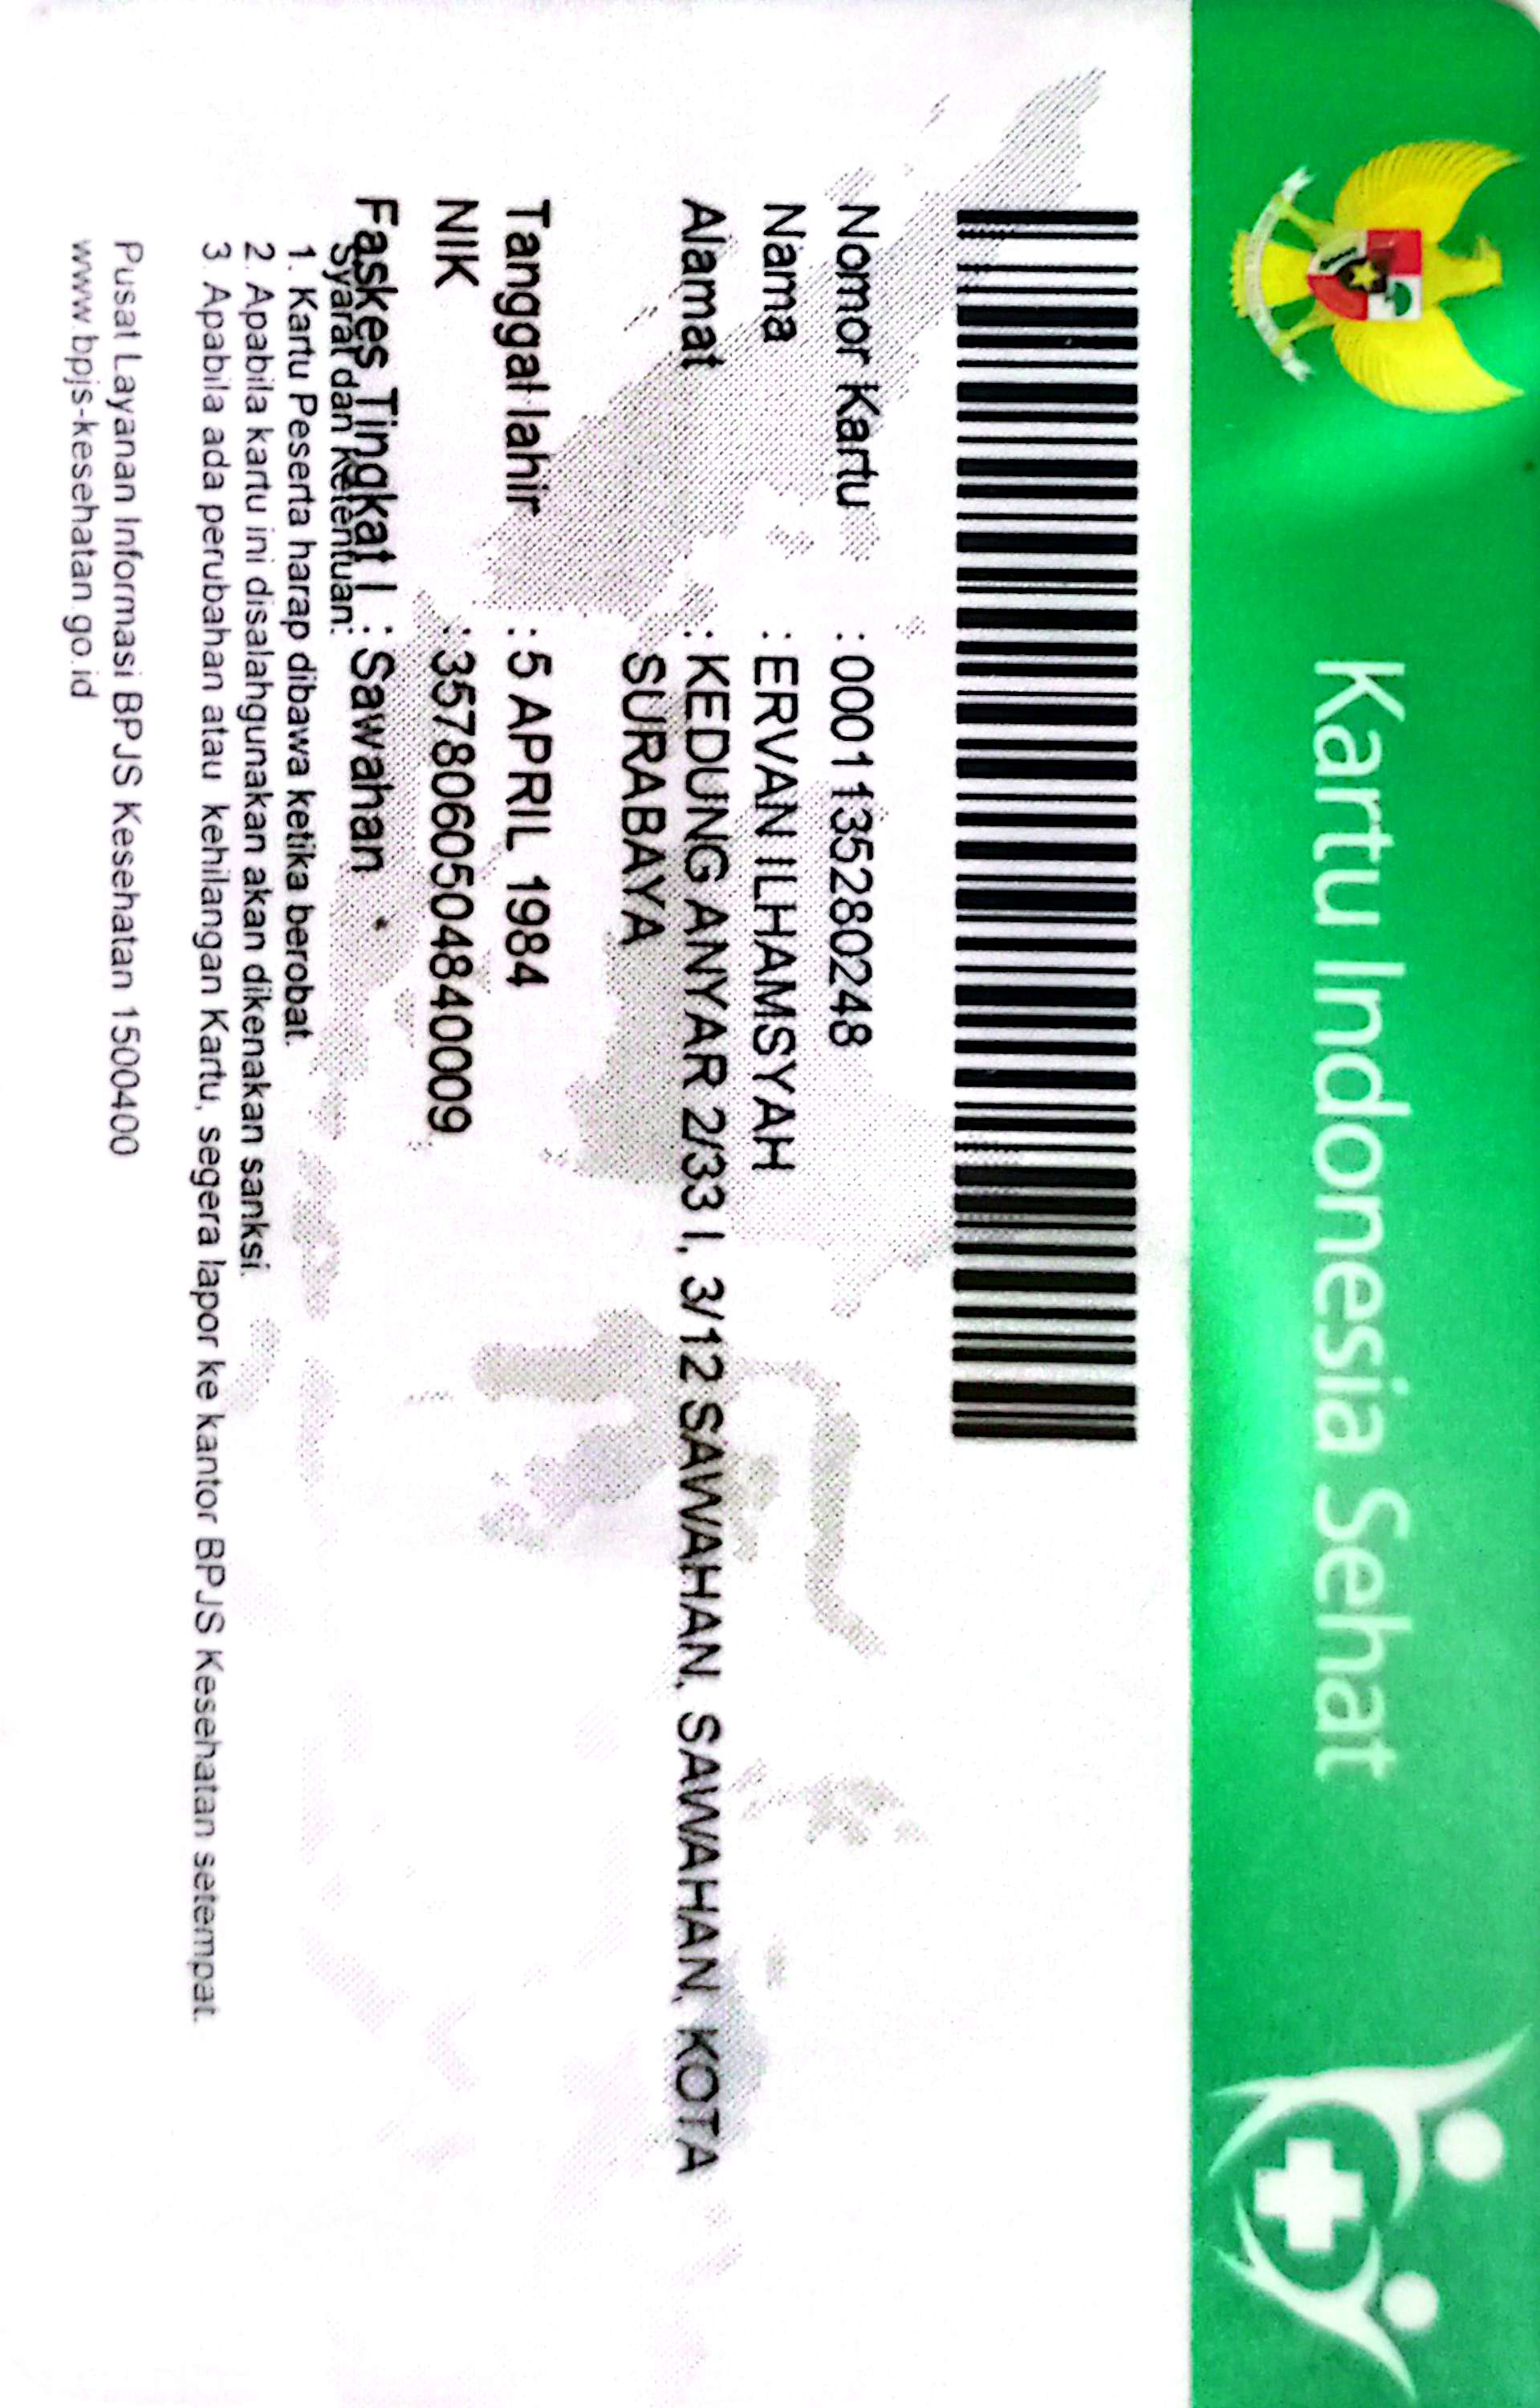 Kartu Indonesia Sehat
Nomor Kartu : 0001135280248
Nama : ERVAN ILHAMSYAH
Alamat : KEDUNG ANYAR 2/33 I, 3/12 SAWAHAN, SAWAHAN, KOTA
SURABAYA
Tanggal lahir : 5 APRIL 1984
NIK : 3578060504840009
Faskes Tingkat I : Sawahan
Syarat dan Ketentuan:
1. Kartu Peserta harap dibawa ketika berobat.
2. Apabila kartu ini disalahgunakan akan dikenakan sanksi.
3. Apabila ada perubahan atau kehilangan Kartu, segera lapor ke kantor BPJS Kesehatan setempat.
Pusat Layanan Informasi BPJS Kesehatan 1500400
www.bpjs-kesehatan.go.id